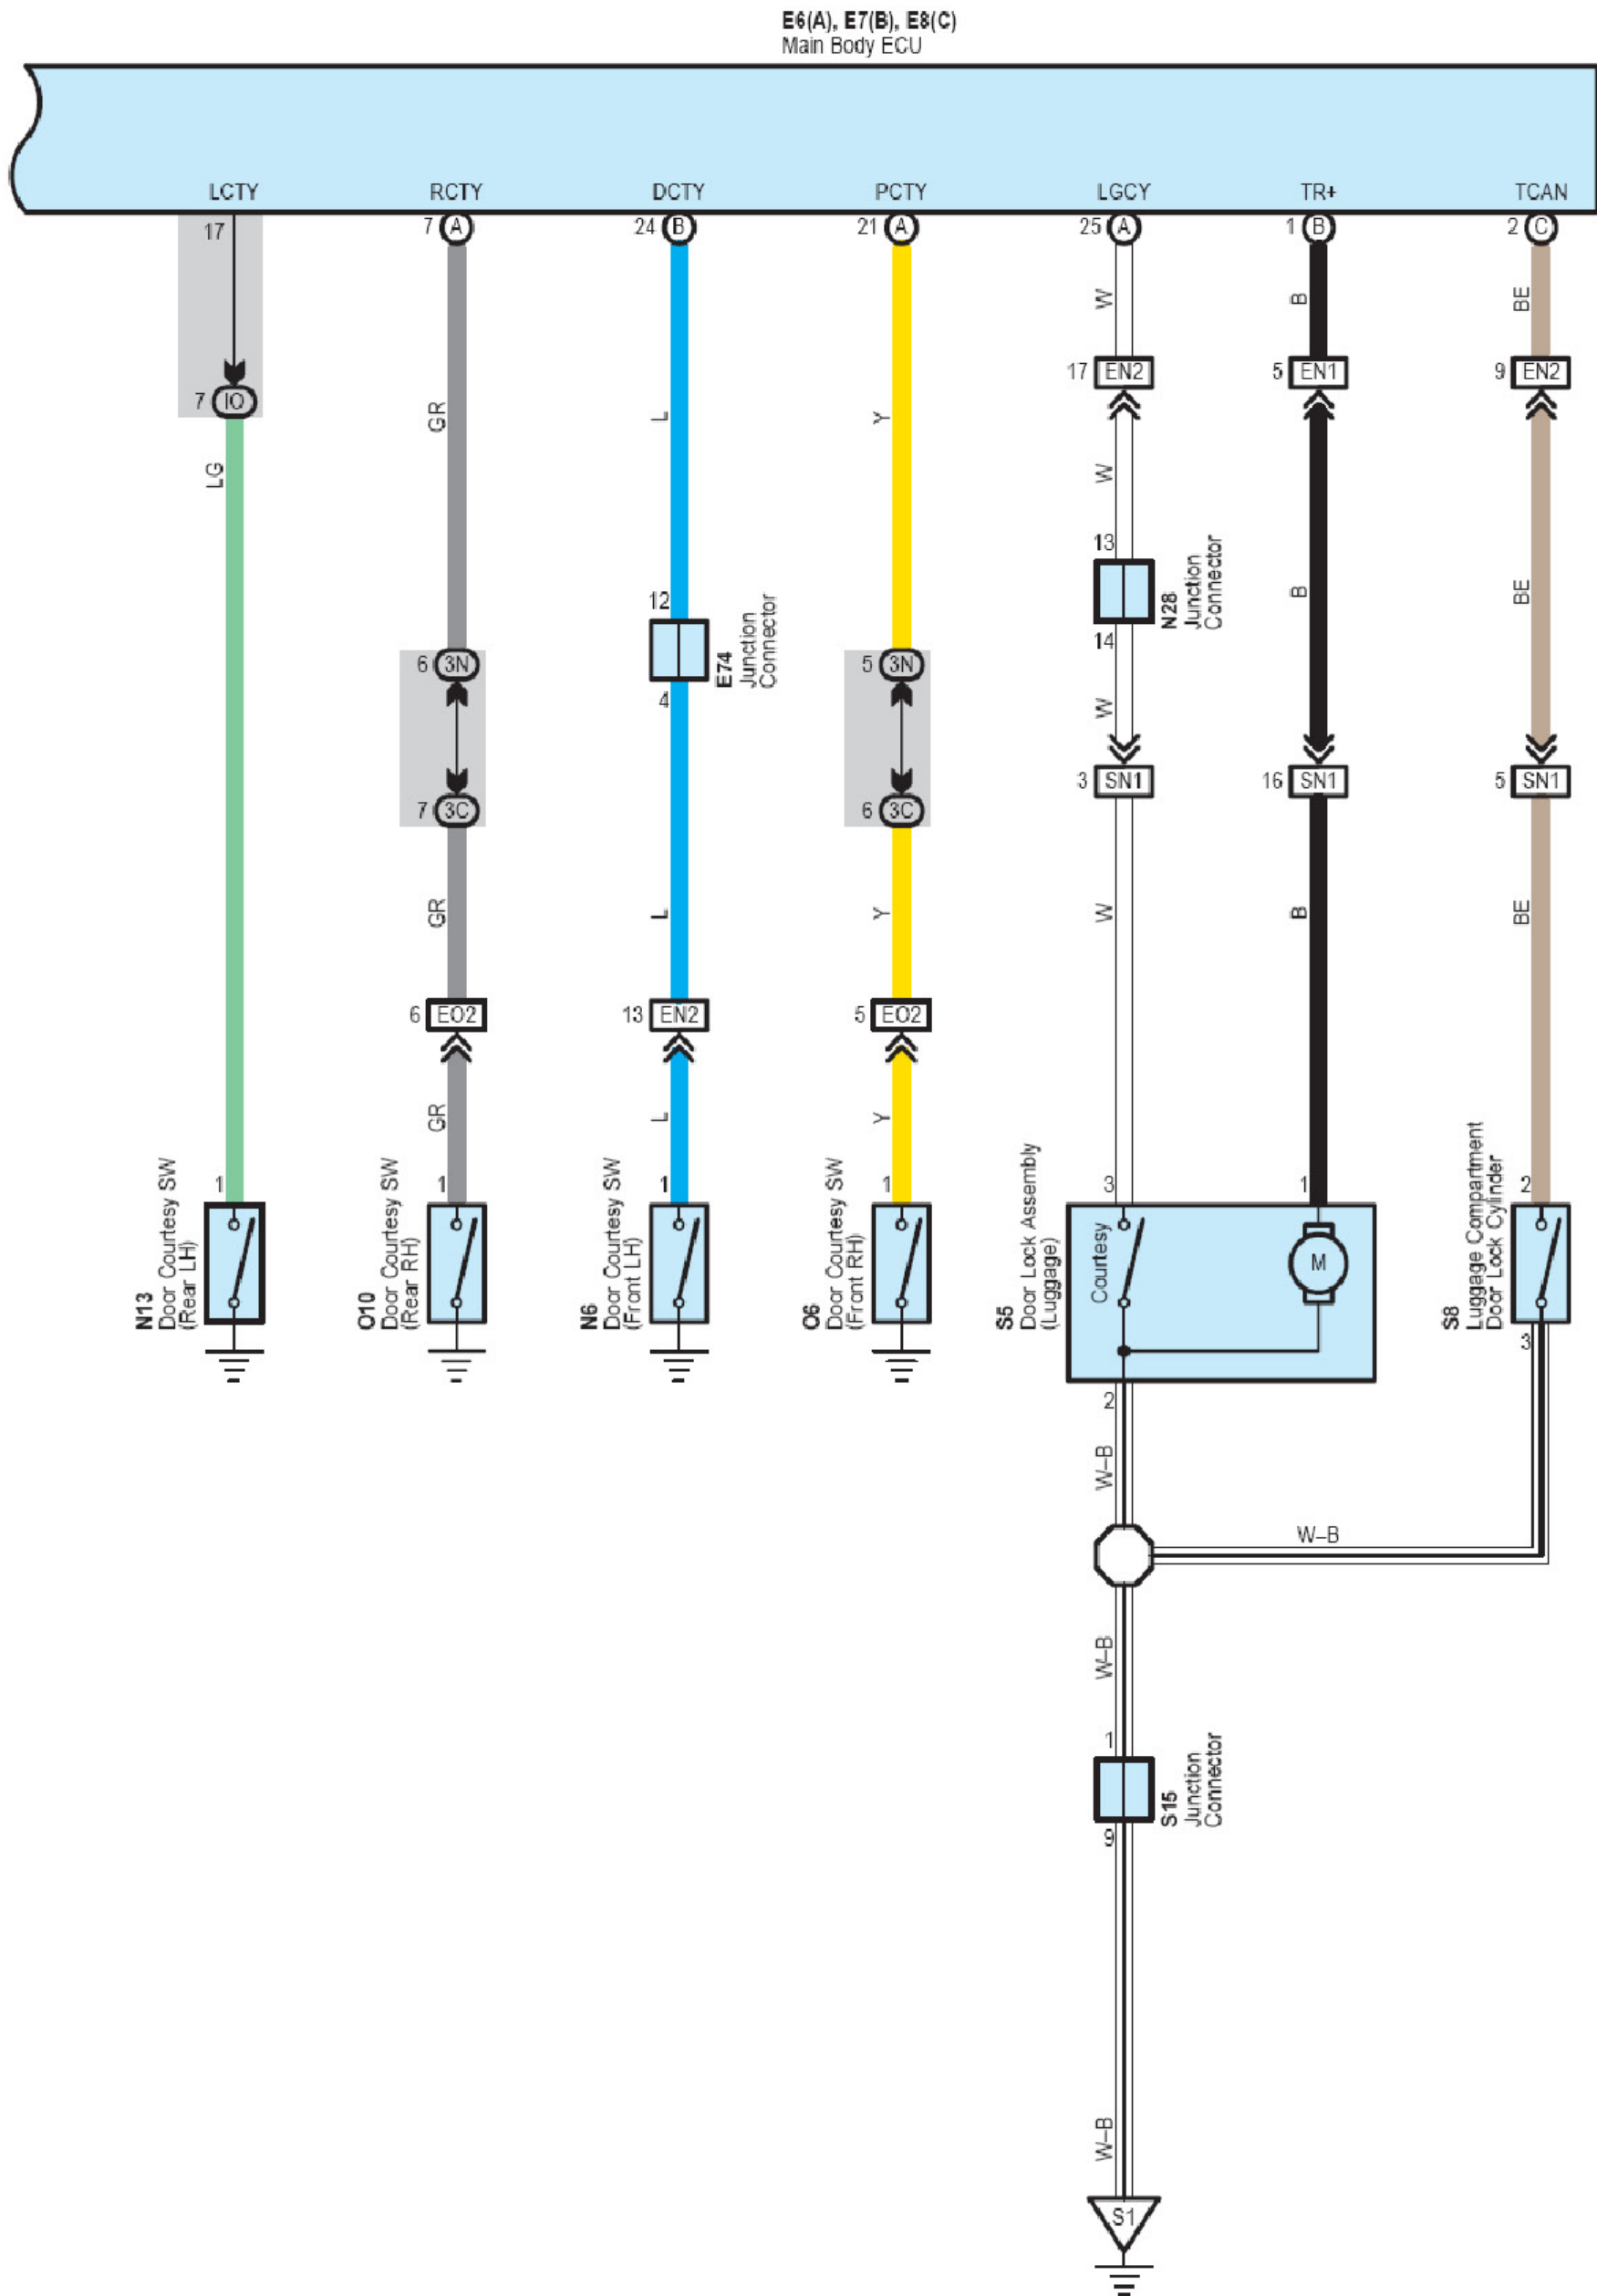 E6(A), E7(B), E8(C)
Main Body ECU
LCTY RCTY DCTY PCTY LGCY TR+ TCAN
17 7 A 24 B 21 A 25 A 1 B 2 C
W B BE
17 EN2 5 EN1 9 EN2
7 IO
GR L Y
LG W
13
N28
Junction
Connector
14
B BE
12
E74
Junction
Connector
4
6 3N 5 3N
W
3 SN1 16 SN1 5 SN1
7 3C 6 3C
GR L Y W B BE
6 EO2 13 EN2 5 EO2
GR L Y
1 1 1 1 3 1 2
N13
Door Courtesy SW
(Rear LH)
O10
Door Courtesy SW
(Rear RH)
N6
Door Courtesy SW
(Front LH)
O6
Door Courtesy SW
(Front RH)
S5
Door Lock Assembly
(Luggage)
Courtesy
M
S8
Luggage Compartment
Door Lock Cylinder
3
2
W–B
W–B
W–B
1
S15
Junction
Connector
9
W–B
S1